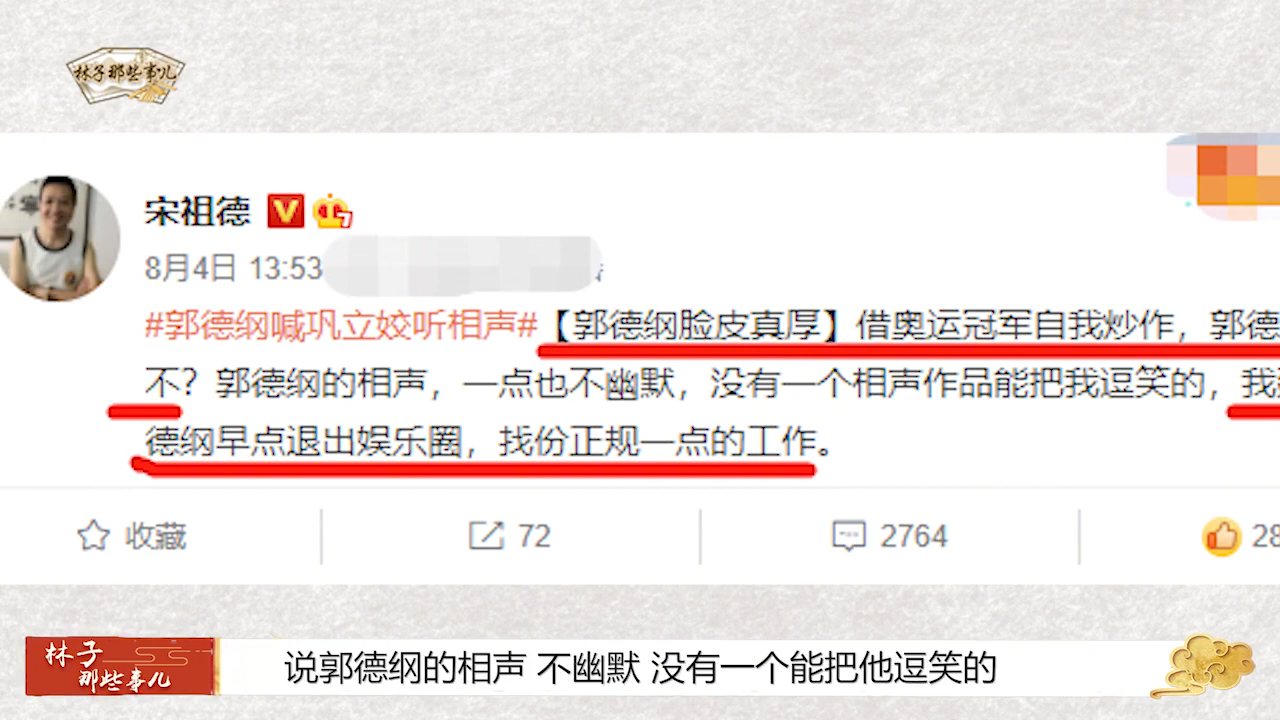 林子那些事儿
宋祖德
8月4日 13:53
#郭德纲喊巩立姣听相声#【郭德纲脸皮真厚】借奥运冠军自我炒作，郭德
不？郭德纲的相声，一点也不幽默，没有一个相声作品能把我逗笑的，我
德纲早点退出娱乐圈，找份正规一点的工作。
收藏
72
2764
28
林子
那些事儿
说郭德纲的相声 不幽默 没有一个能把他逗笑的